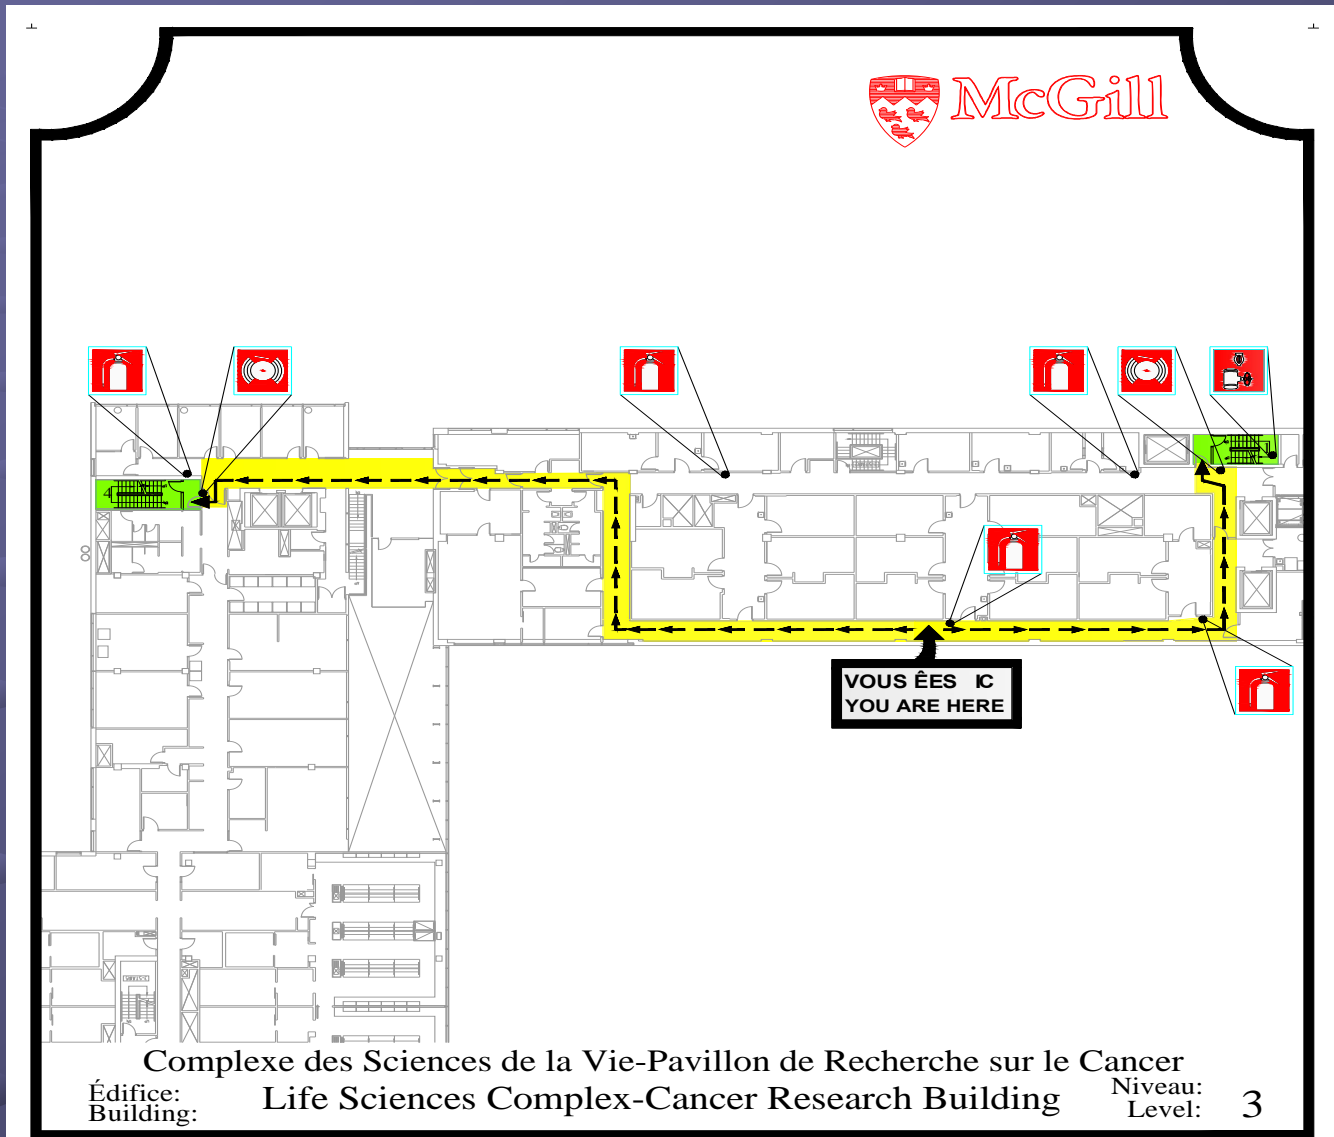 McGill
4
VOUS ÊES IC
YOU ARE HERE
Complexe des Sciences de la Vie-Pavillon de Recherche sur le Cancer
Édifice:
Building:
Life Sciences Complex-Cancer Research Building
Niveau:
Level:
3